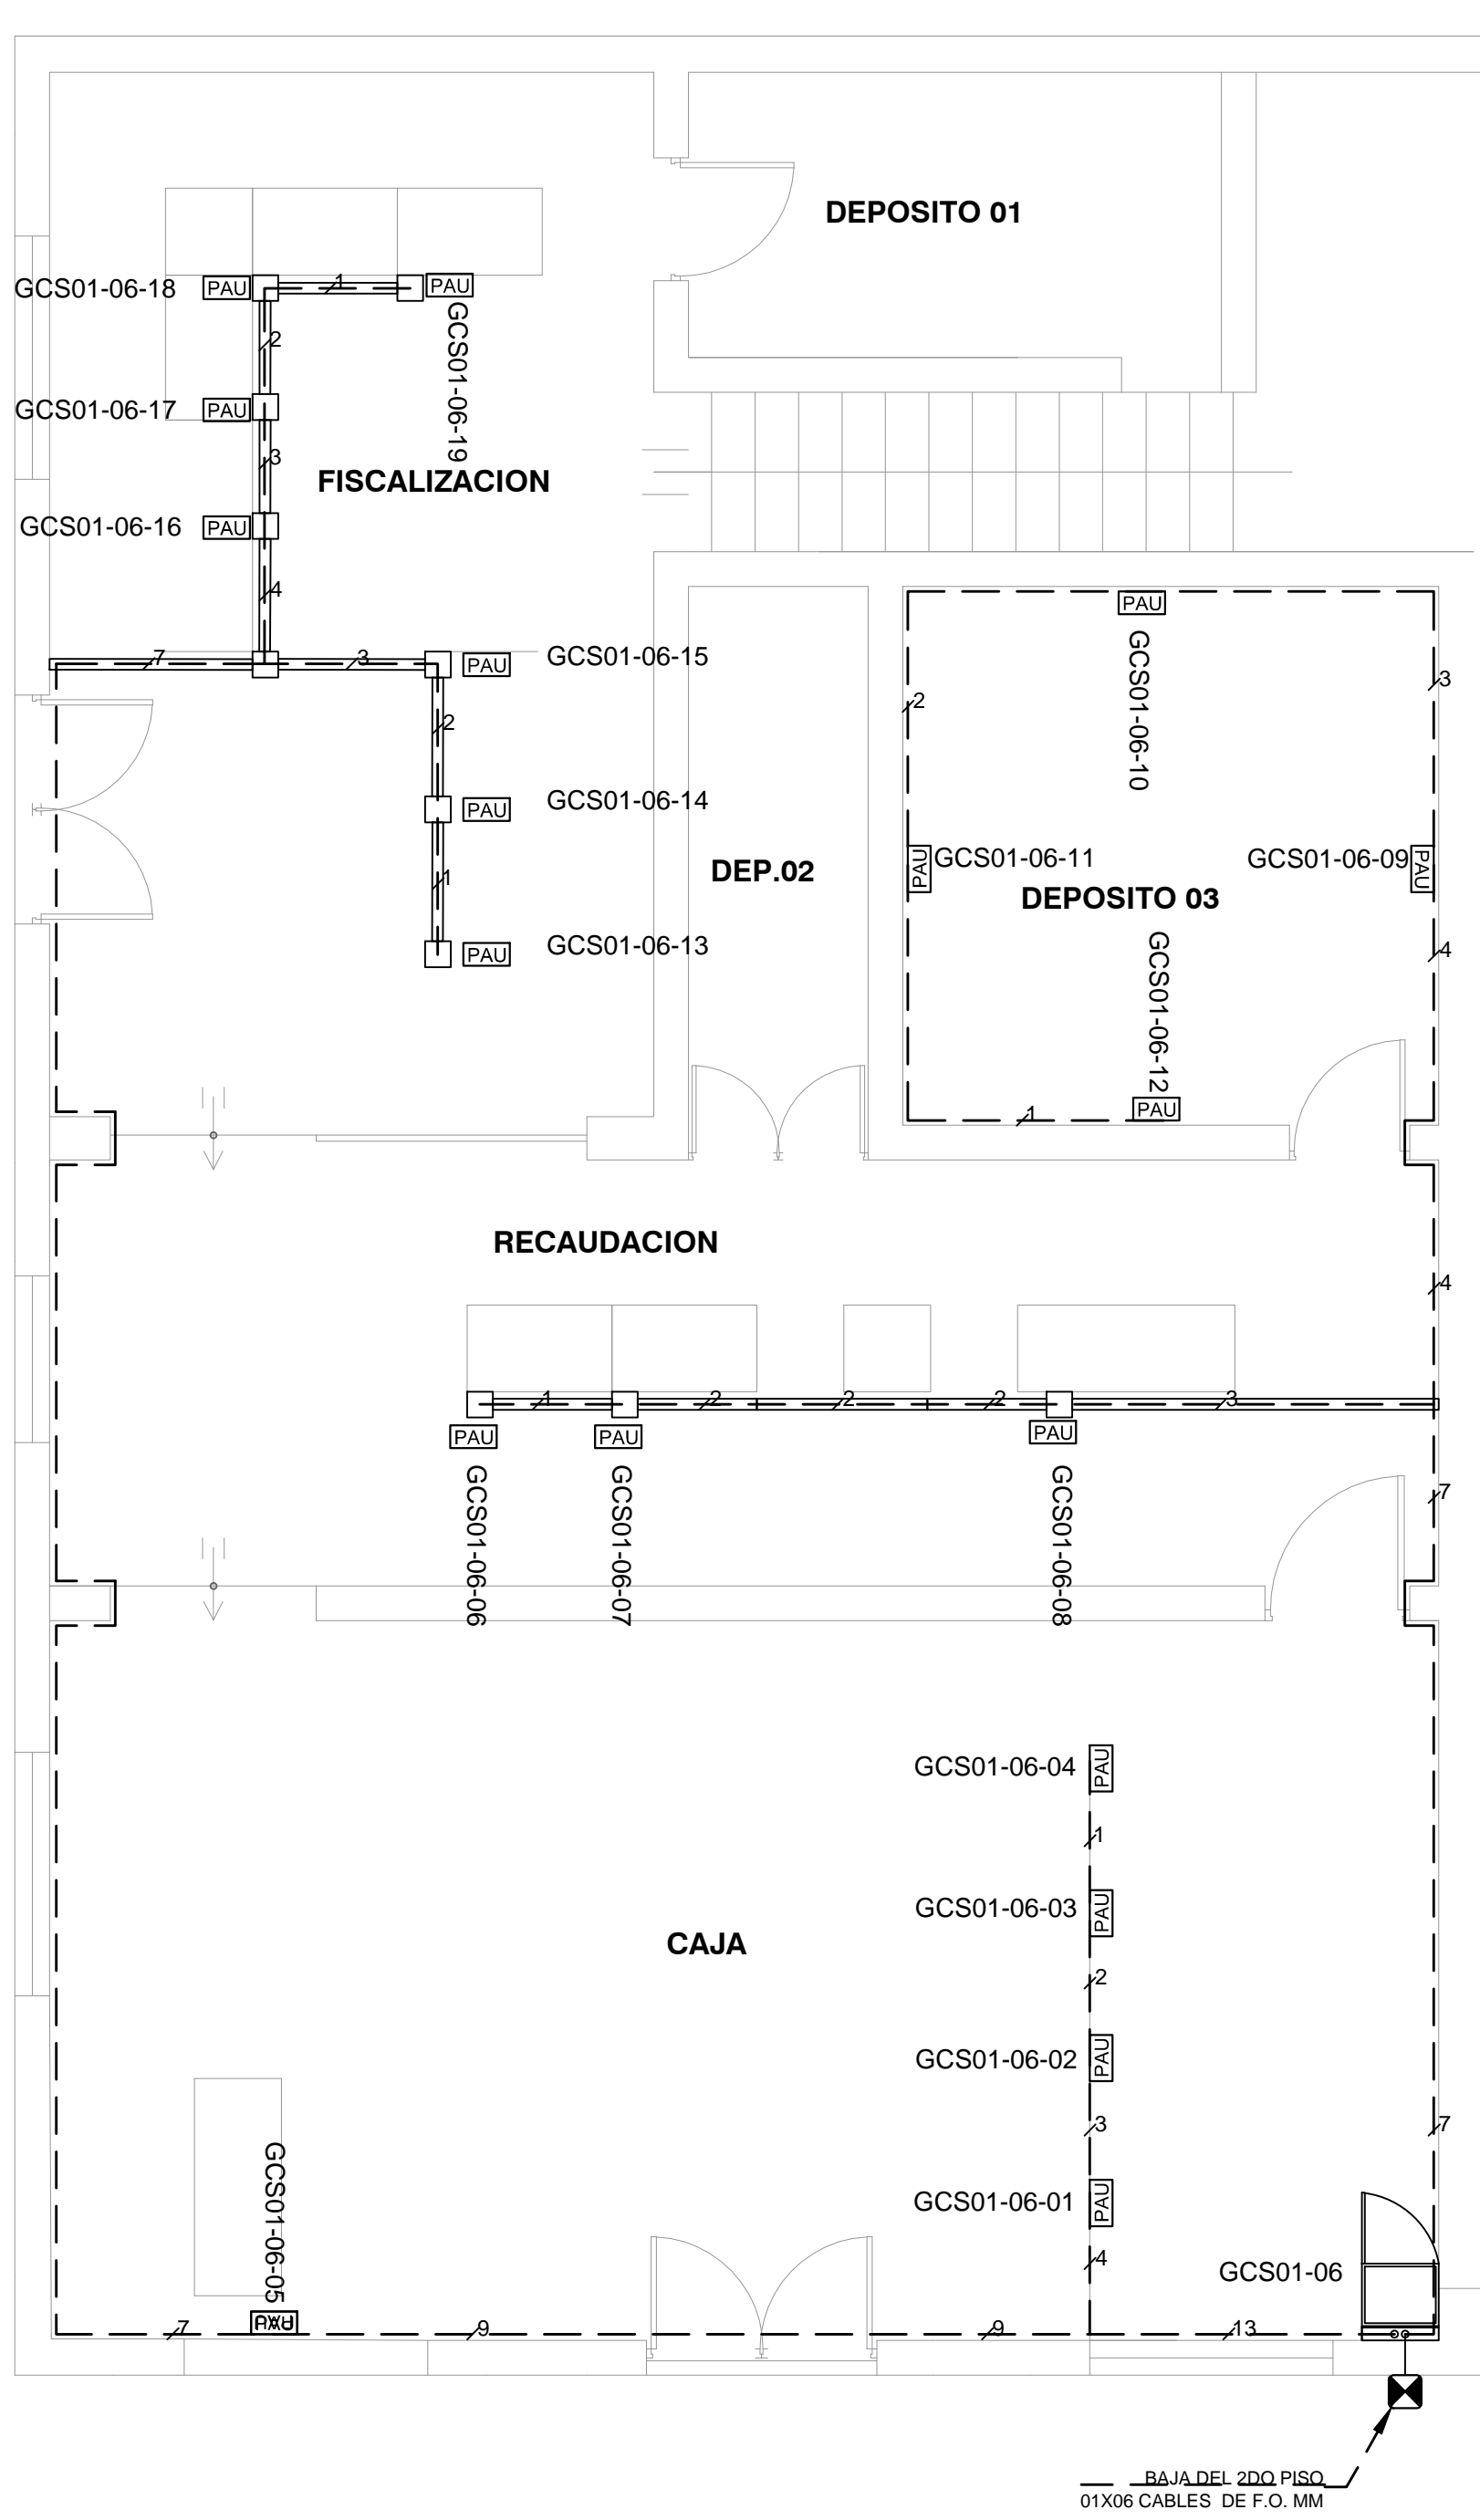 DEPOSITO 01
1
GCS01-06-18
PAU
PAU
GCS01-06-19
2
GCS01-06-17
PAU
3
FISCALIZACION
GCS01-06-16
PAU
4
PAU
7
3
PAU
GCS01-06-15
GCS01-06-10
3
2
2
PAU
GCS01-06-14
PAU
GCS01-06-11
GCS01-06-09
PAU
DEP.02
1
DEPOSITO 03
PAU
GCS01-06-13
GCS01-06-12
4
PAU
1
RECAUDACION
4
1
2
2
2
3
PAU
PAU
PAU
GCS01-06-06
GCS01-06-07
GCS01-06-08
7
GCS01-06-04
PAU
1
GCS01-06-03
PAU
CAJA
2
GCS01-06-02
PAU
3
7
GCS01-06-01
PAU
GCS01-06-05
4
GCS01-06
PAU
7
9
9
13
BAJA DEL 2DO PISO
01X06 CABLES DE F.O. MM